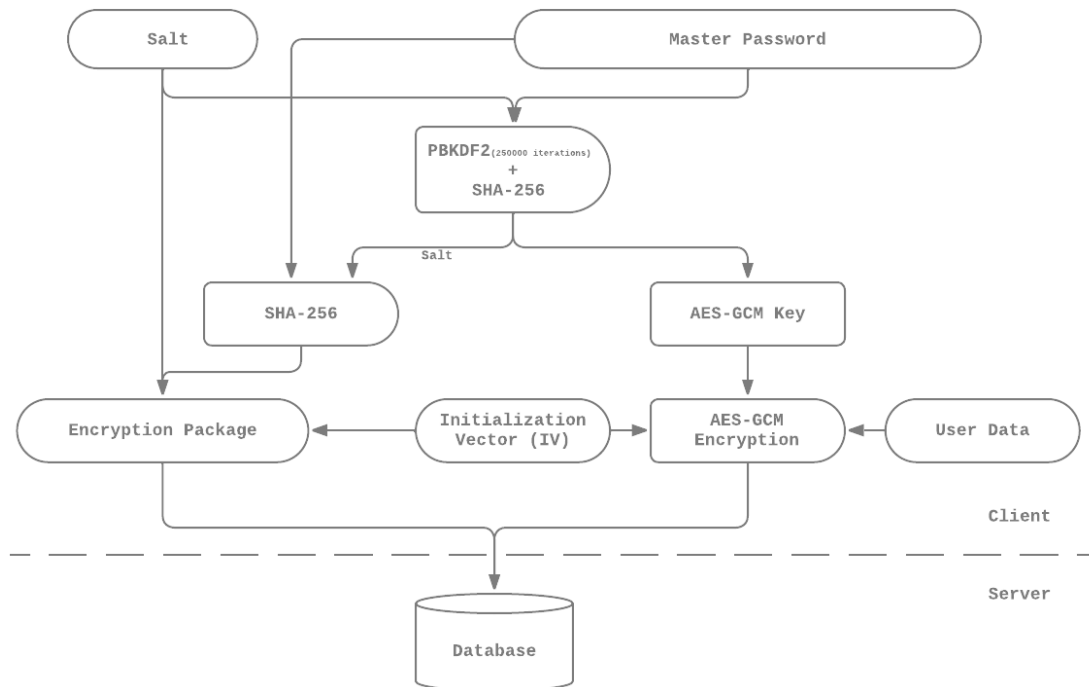 Salt
Master Password
PBKDF2(250000 iterations)
+
SHA-256
Salt
SHA-256
AES-GCM Key
Encryption Package
Initialization
Vector (IV)
AES-GCM
Encryption
User Data
Client
Server
Database